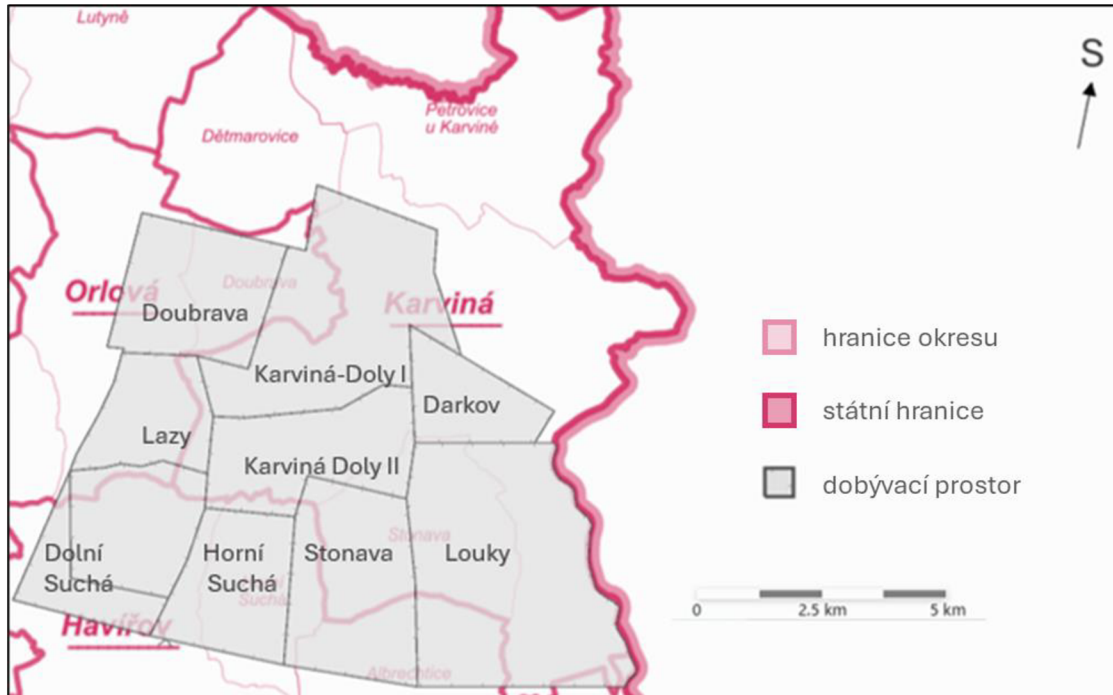 Lutyně
S
Petrovice
u Karviné
Dětmarovice
Doubrava
Orlová
Karviná
Doubrava
hranice okresu
Karviná-Doly I
Darkov
státní hranice
Lazy
Karviná Doly II
dobývací prostor
Stonava
Dolní
Suchá
Horní
Suchá
Stonava
Louky
Suchá
0
2.5 km
5 km
Havířov
Albrechtice